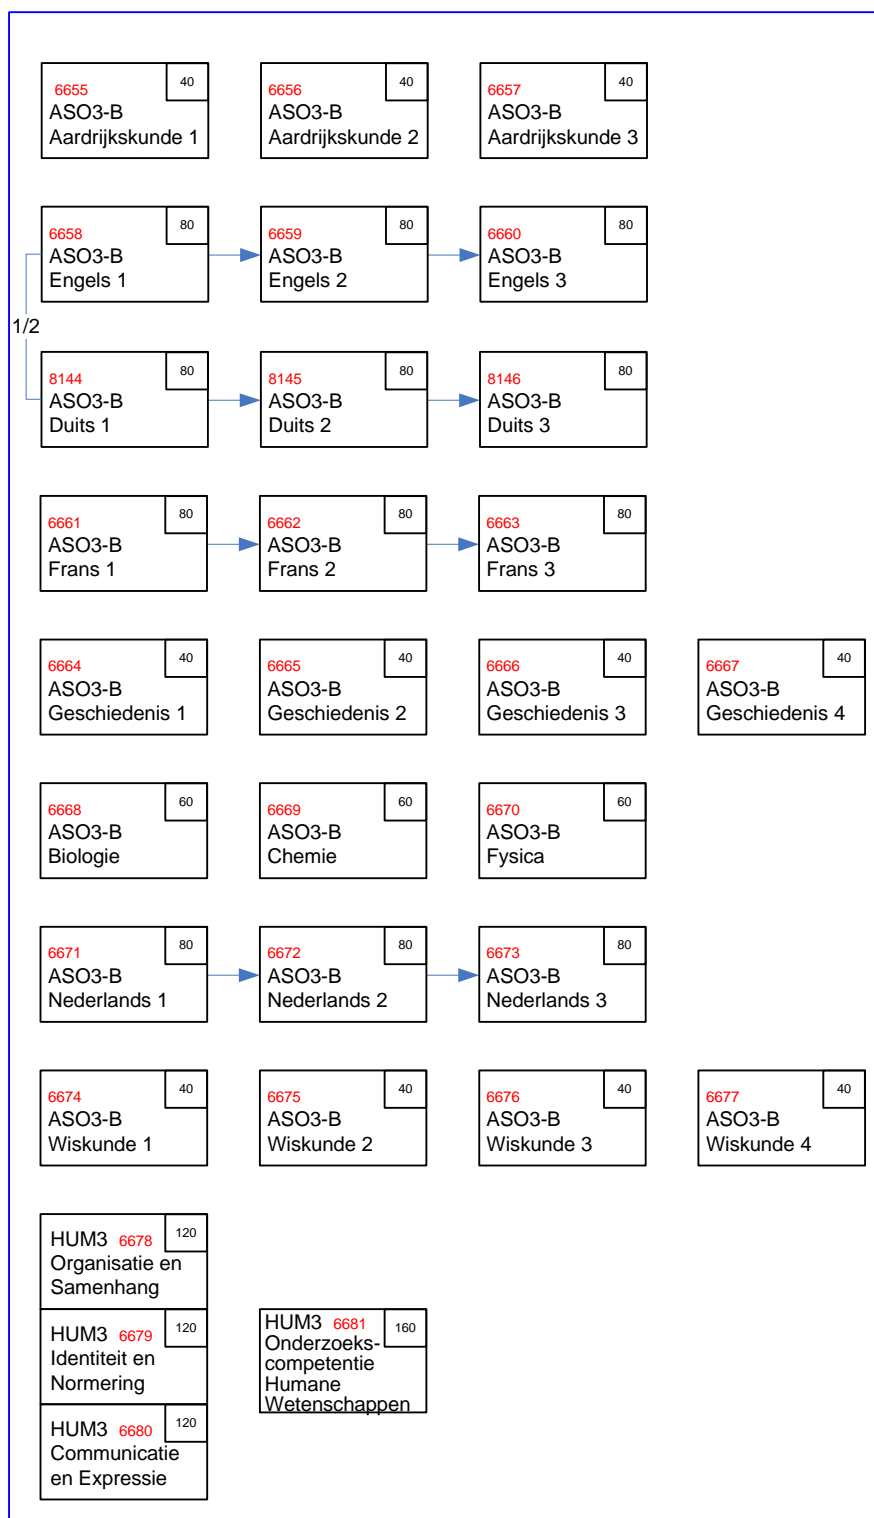 6655 40
ASO3-B
Aardrijkskunde 1
6656 40
ASO3-B
Aardrijkskunde 2
6657 40
ASO3-B
Aardrijkskunde 3
6658 80
ASO3-B
Engels 1
6659 80
ASO3-B
Engels 2
6660 80
ASO3-B
Engels 3
1/2
8144 80
ASO3-B
Duits 1
8145 80
ASO3-B
Duits 2
8146 80
ASO3-B
Duits 3
6661 80
ASO3-B
Frans 1
6662 80
ASO3-B
Frans 2
6663 80
ASO3-B
Frans 3
6664 40
ASO3-B
Geschiedenis 1
6665 40
ASO3-B
Geschiedenis 2
6666 40
ASO3-B
Geschiedenis 3
6667 40
ASO3-B
Geschiedenis 4
6668 60
ASO3-B
Biologie
6669 60
ASO3-B
Chemie
6670 60
ASO3-B
Fysica
6671 80
ASO3-B
Nederlands 1
6672 80
ASO3-B
Nederlands 2
6673 80
ASO3-B
Nederlands 3
6674 40
ASO3-B
Wiskunde 1
6675 40
ASO3-B
Wiskunde 2
6676 40
ASO3-B
Wiskunde 3
6677 40
ASO3-B
Wiskunde 4
HUM3 6678 120
Organisatie en
Samenhang
HUM3 6679 120
Identiteit en
Normering
HUM3 6680 120
Communicatie
en Expressie
HUM3 6681 160
Onderzoeks-
competentie
Humane
Wetenschappen